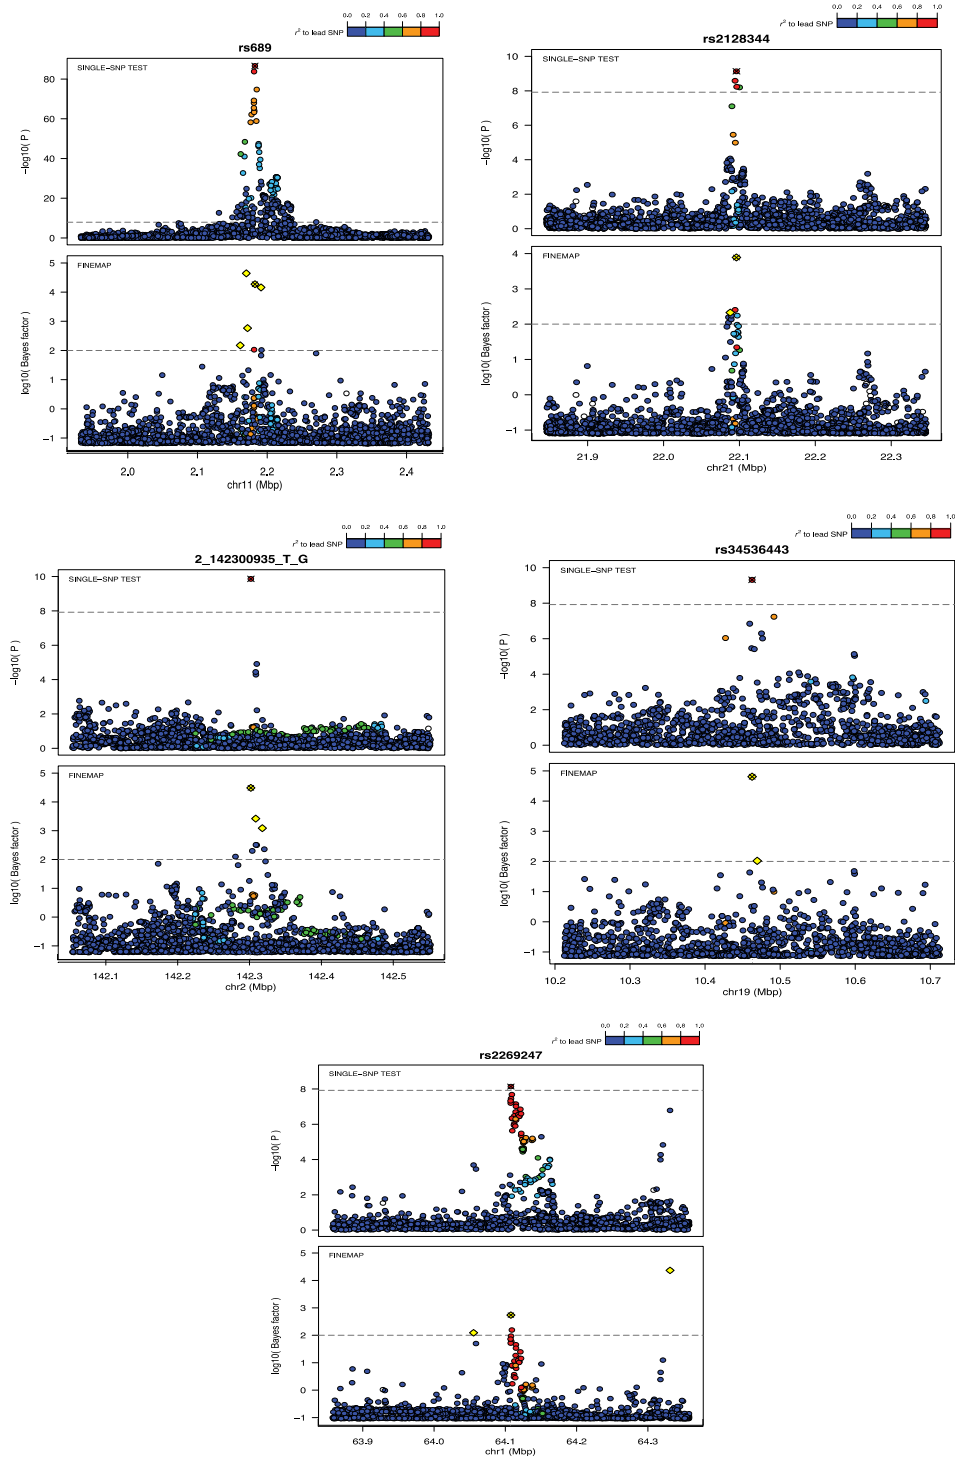 0.0 0.2 0.4 0.6 0.8 1.0
r² to lead SNP
rs689
SINGLE−SNP TEST
−log10( P )
80
60
40
20
0
FINEMAP
log10( Bayes factor )
5
4
3
2
1
0
−1
2.0 2.1 2.2 2.3 2.4
chr11 (Mbp)
0.0 0.2 0.4 0.6 0.8 1.0
r² to lead SNP
rs2128344
SINGLE−SNP TEST
−log10( P )
10
8
6
4
2
0
FINEMAP
log10( Bayes factor )
4
3
2
1
0
−1
21.9 22.0 22.1 22.2 22.3
chr21 (Mbp)
0.0 0.2 0.4 0.6 0.8 1.0
r² to lead SNP
2_142300935_T_G
SINGLE−SNP TEST
−log10( P )
10
8
6
4
2
0
FINEMAP
log10( Bayes factor )
5
4
3
2
1
0
−1
142.1 142.2 142.3 142.4 142.5
chr2 (Mbp)
0.0 0.2 0.4 0.6 0.8 1.0
r² to lead SNP
rs34536443
SINGLE−SNP TEST
−log10( P )
10
8
6
4
2
0
FINEMAP
log10( Bayes factor )
5
4
3
2
1
0
−1
10.2 10.3 10.4 10.5 10.6 10.7
chr19 (Mbp)
0.0 0.2 0.4 0.6 0.8 1.0
r² to lead SNP
rs2269247
SINGLE−SNP TEST
−log10( P )
8
6
4
2
0
FINEMAP
log10( Bayes factor )
5
4
3
2
1
0
−1
63.9 64.0 64.1 64.2 64.3
chr1 (Mbp)